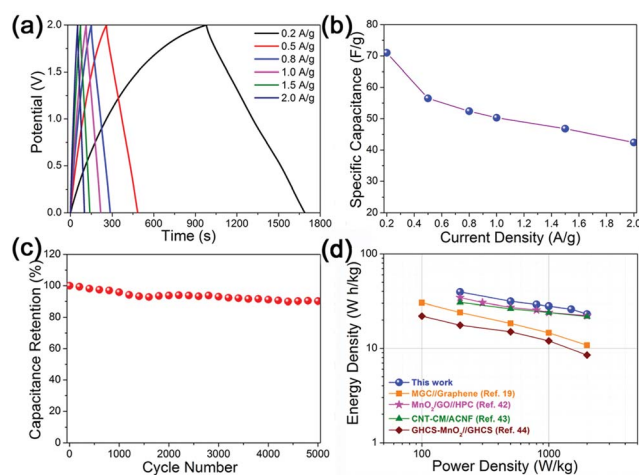 (a)
2.0
1.5
1.0
0.5
0.0
Potential (V)
0 300 600 900 1200 1500 1800
Time (s)
0.2 A/g
0.5 A/g
0.8 A/g
1.0 A/g
1.5 A/g
2.0 A/g
(b)
80
70
60
50
40
30
20
Specific Capacitance (F/g)
0.2 0.4 0.6 0.8 1.0 1.2 1.4 1.6 1.8 2.0
Current Density (A/g)
(c)
120
100
80
60
40
20
0
Capacitance Retention (%)
0 1000 2000 3000 4000 5000
Cycle Number
(d)
100
10
1
Energy Density (W h/kg)
This work
MGC//Graphene (Ref. 19)
MnO₂/GO//HPC (Ref. 42)
CNT-CM/ACNF (Ref. 43)
GHCS-MnO₂//GHCS (Ref. 44)
100 1000
Power Density (W/kg)